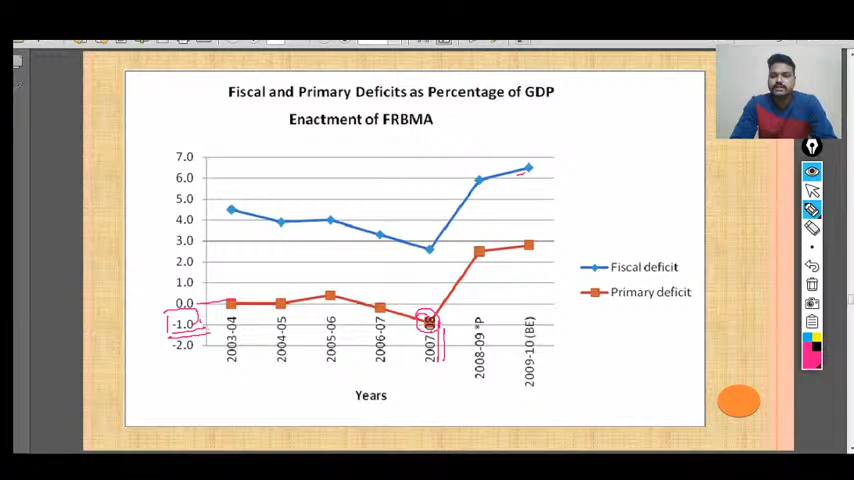 Fiscal and Primary Deficits as Percentage of GDP
Enactment of FRBMA
7.0
6.0
5.0
4.0
3.0
2.0
1.0
0.0
-1.0
-2.0
2003-04
2004-05
2005-06
2006-07
2007-08
2008-09 *P
2009-10 (BE)
Years
Fiscal deficit
Primary deficit